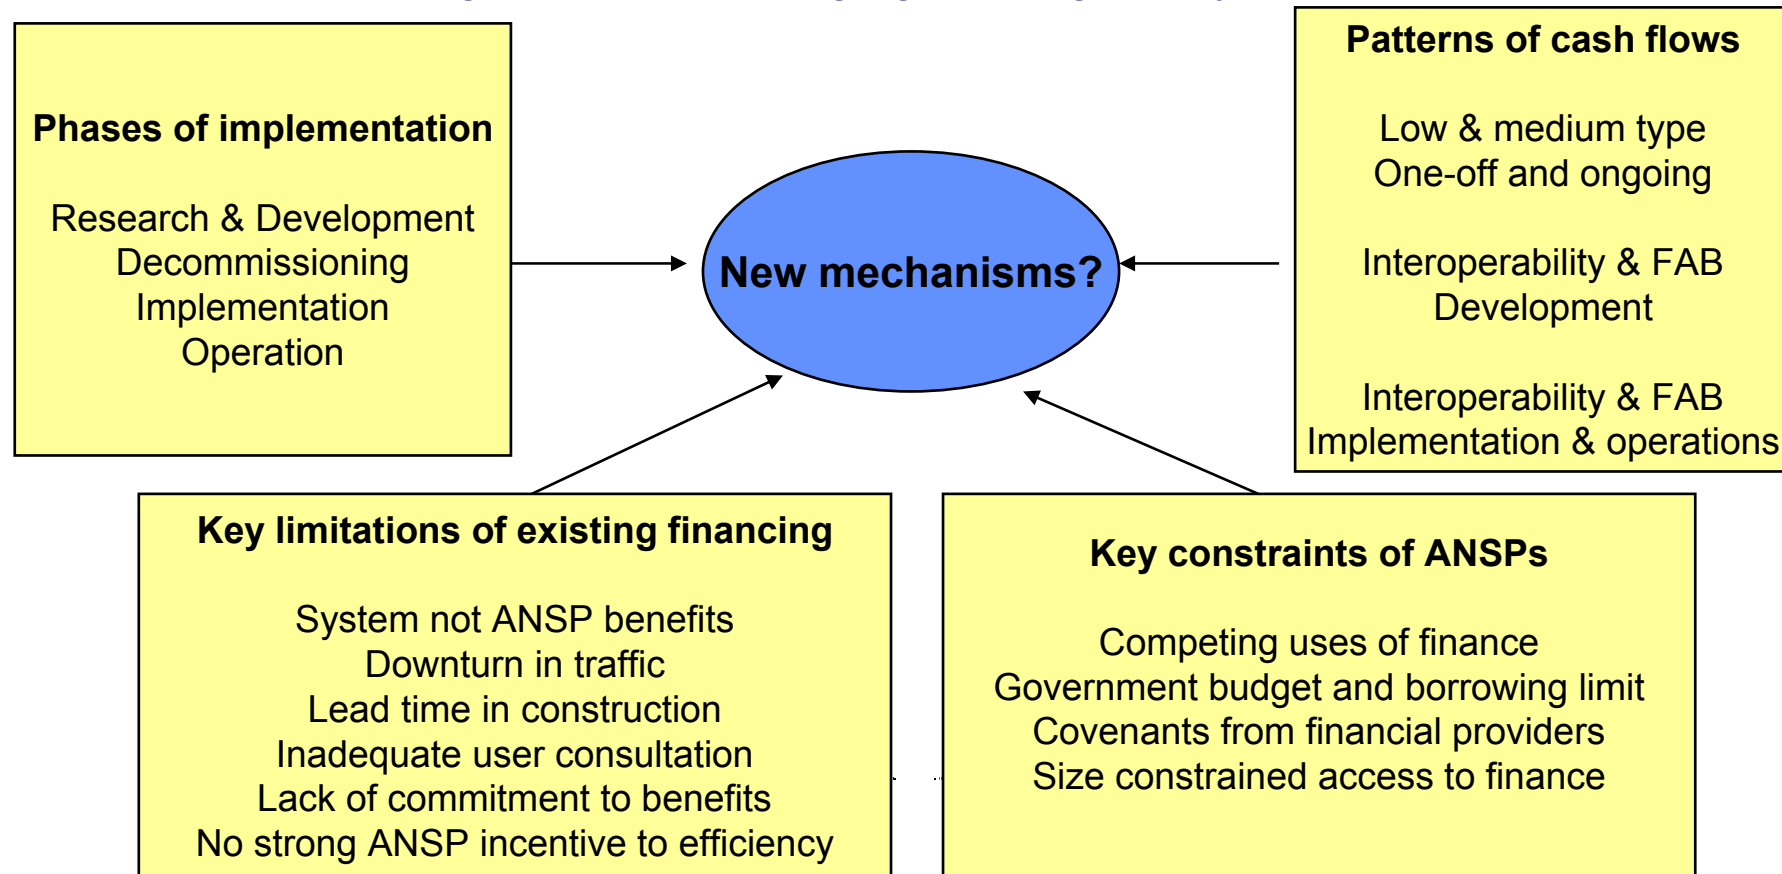 Phases of implementation
Research & Development
Decommissioning
Implementation
Operation
New mechanisms?
Patterns of cash flows
Low & medium type
One-off and ongoing
Interoperability & FAB
Development
Interoperability & FAB
Implementation & operations
Key limitations of existing financing
System not ANSP benefits
Downturn in traffic
Lead time in construction
Inadequate user consultation
Lack of commitment to benefits
No strong ANSP incentive to efficiency
Key constraints of ANSPs
Competing uses of finance
Government budget and borrowing limit
Covenants from financial providers
Size constrained access to finance